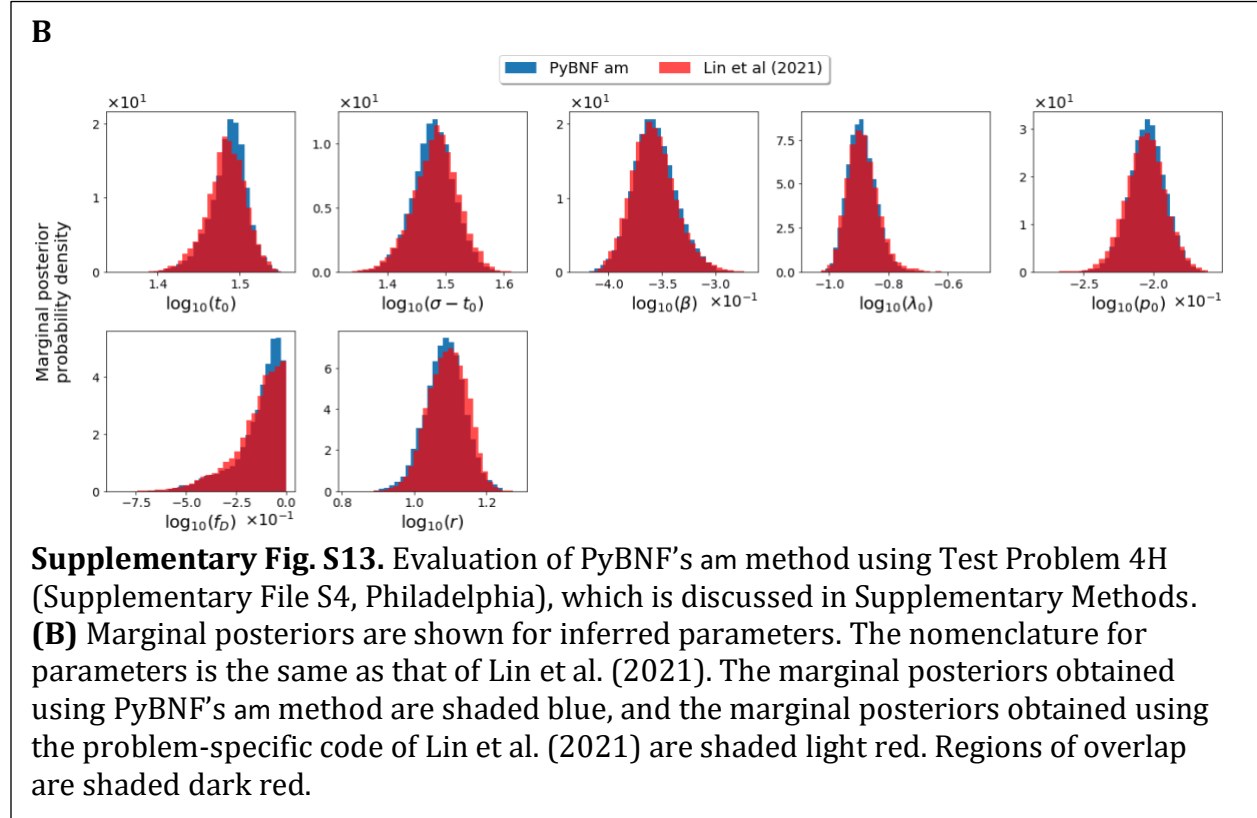 B
PyBNF am Lin et al (2021)
×10¹ ×10¹ ×10¹
2 1 0 1.4 1.5 log₁₀(t₀)
1.0 0.5 0.0 1.4 1.5 1.6 log₁₀(σ − t₀)
2 1 0 −4.0 −3.5 −3.0 log₁₀(β) ×10⁻¹
7.5 5.0 2.5 0.0 −1.0 −0.8 −0.6 log₁₀(λ₀)
×10¹
3 2 1 0 −2.5 −2.0 log₁₀(p₀) ×10⁻¹
Marginal posterior
probability density
4 2 0 −7.5 −5.0 −2.5 0.0 log₁₀(f_D) ×10⁻¹
6 4 2 0 0.8 1.0 1.2 log₁₀(r)
Supplementary Fig. S13. Evaluation of PyBNF’s am method using Test Problem 4H
(Supplementary File S4, Philadelphia), which is discussed in Supplementary Methods.
(B) Marginal posteriors are shown for inferred parameters. The nomenclature for
parameters is the same as that of Lin et al. (2021). The marginal posteriors obtained
using PyBNF’s am method are shaded blue, and the marginal posteriors obtained using
the problem-specific code of Lin et al. (2021) are shaded light red. Regions of overlap
are shaded dark red.